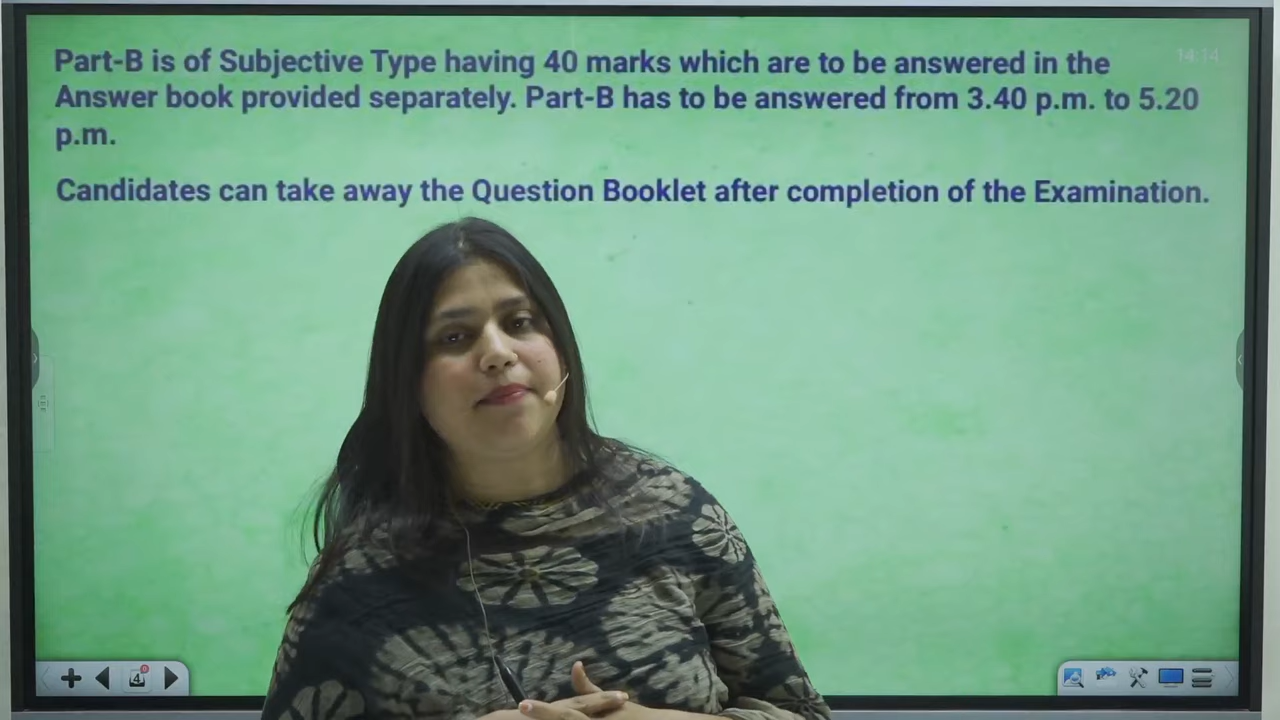 Part-B is of Subjective Type having 40 marks which are to be answered in the
Answer book provided separately. Part-B has to be answered from 3.40 p.m. to 5.20
p.m.
Candidates can take away the Question Booklet after completion of the Examination.
14:14
4